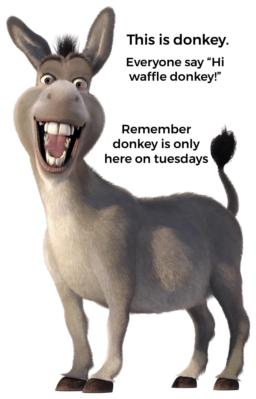 This is donkey.
Everyone say “Hi
waffle donkey!”
Remember
donkey is only
here on tuesdays